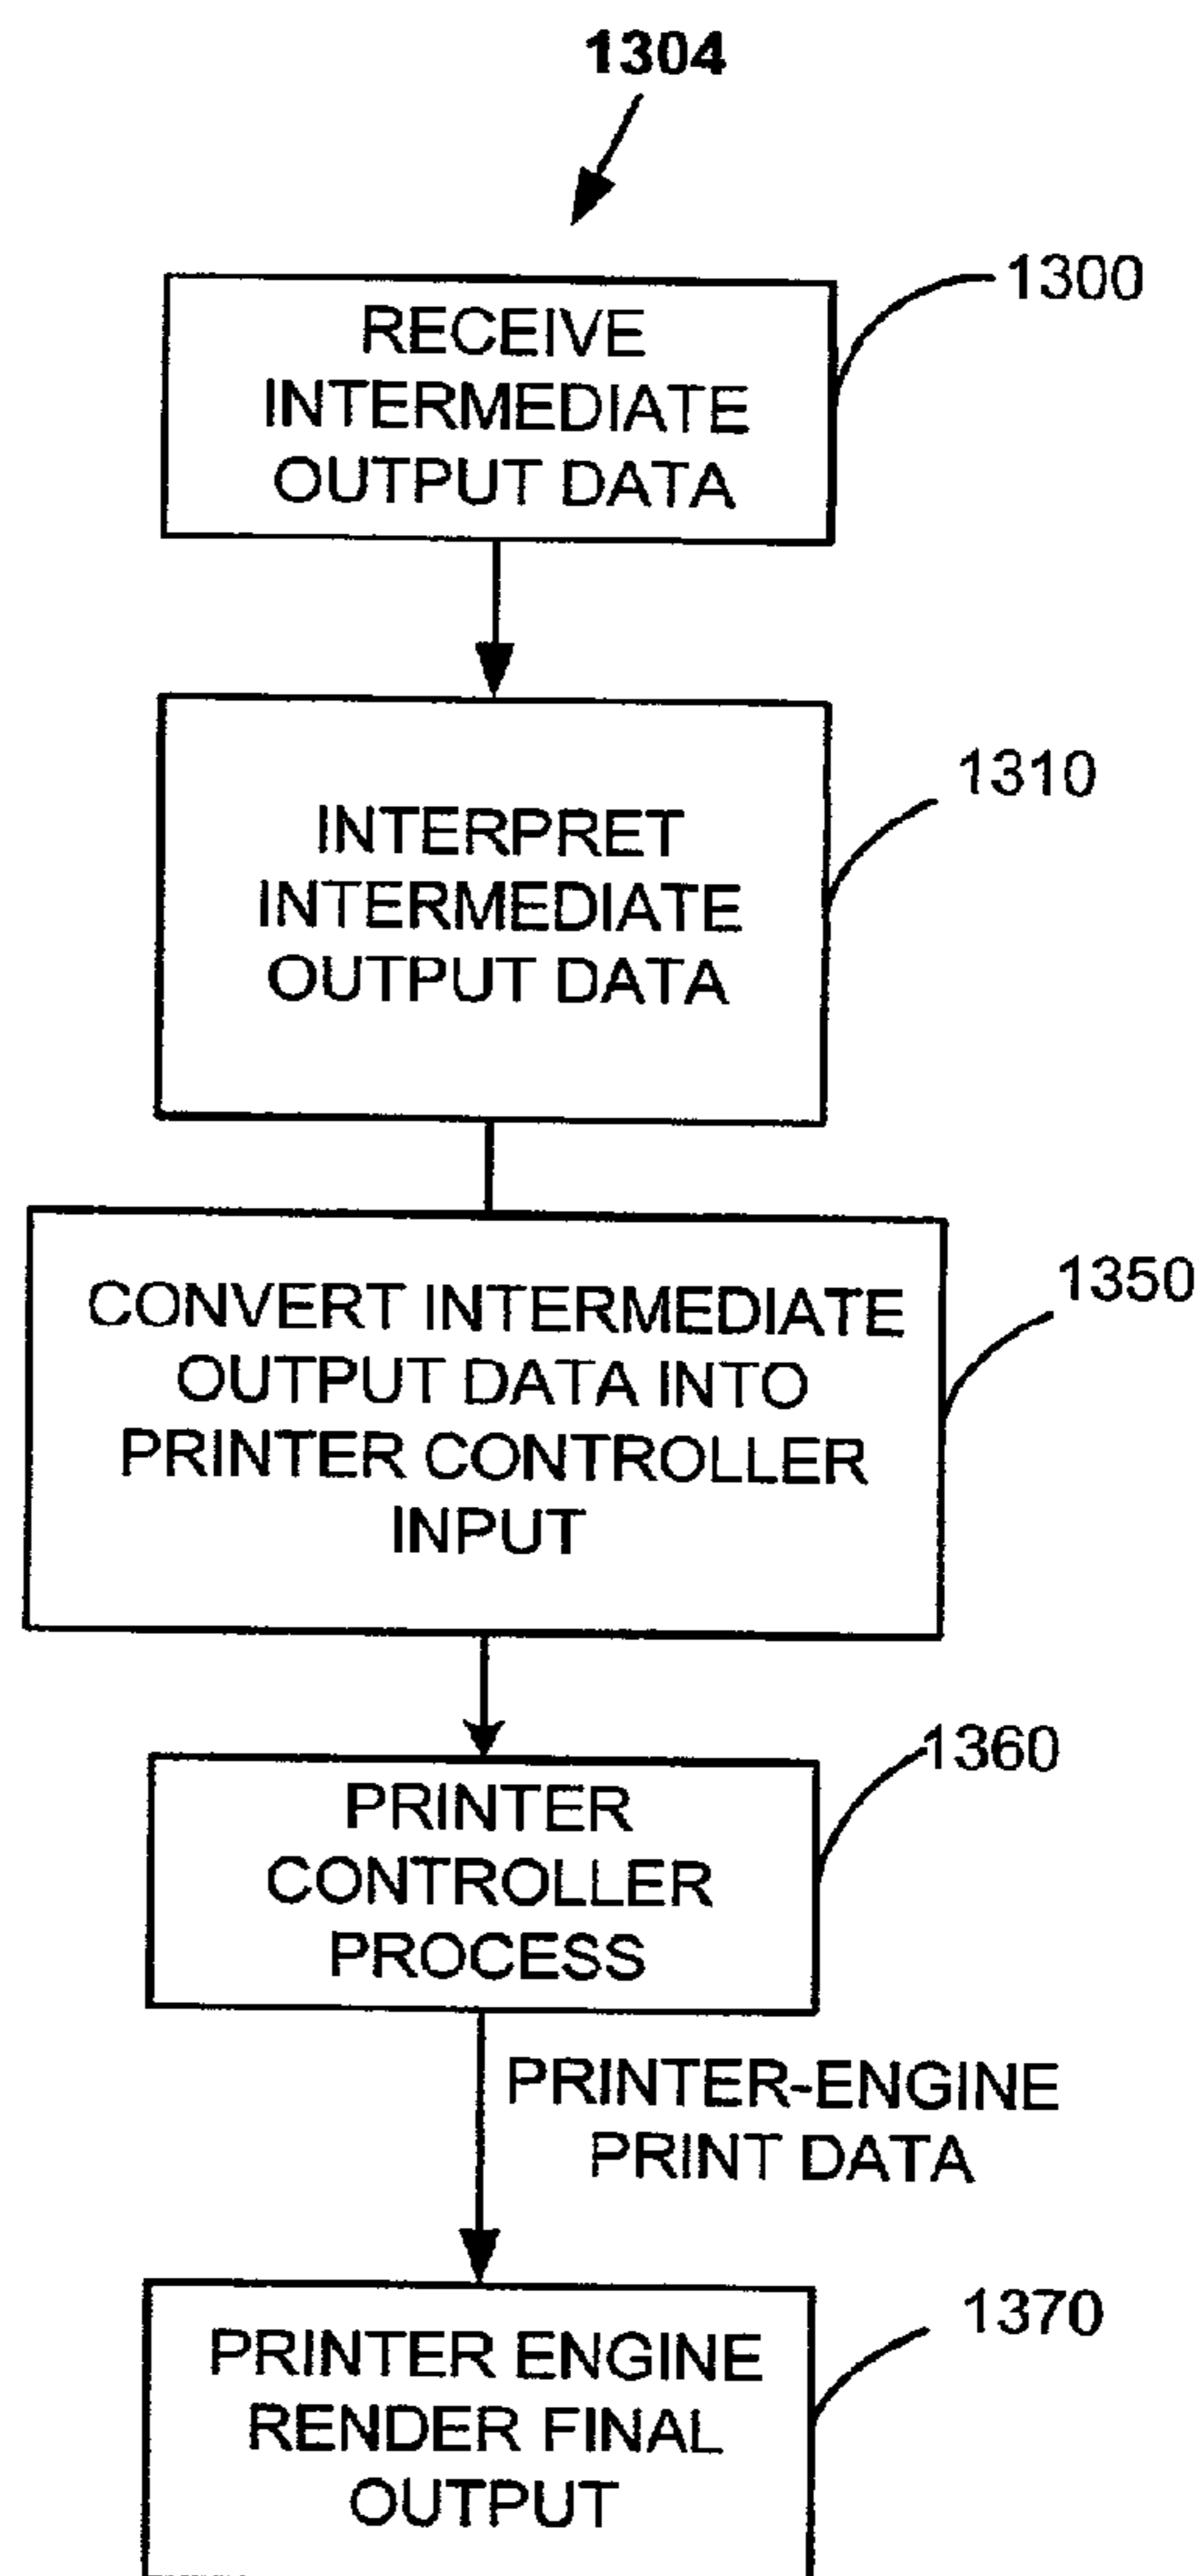 1304
1300
RECEIVE
INTERMEDIATE
OUTPUT DATA
1310
INTERPRET
INTERMEDIATE
OUTPUT DATA
1350
CONVERT INTERMEDIATE
OUTPUT DATA INTO
PRINTER CONTROLLER
INPUT
1360
PRINTER
CONTROLLER
PROCESS
PRINTER-ENGINE
PRINT DATA
1370
PRINTER ENGINE
RENDER FINAL
OUTPUT